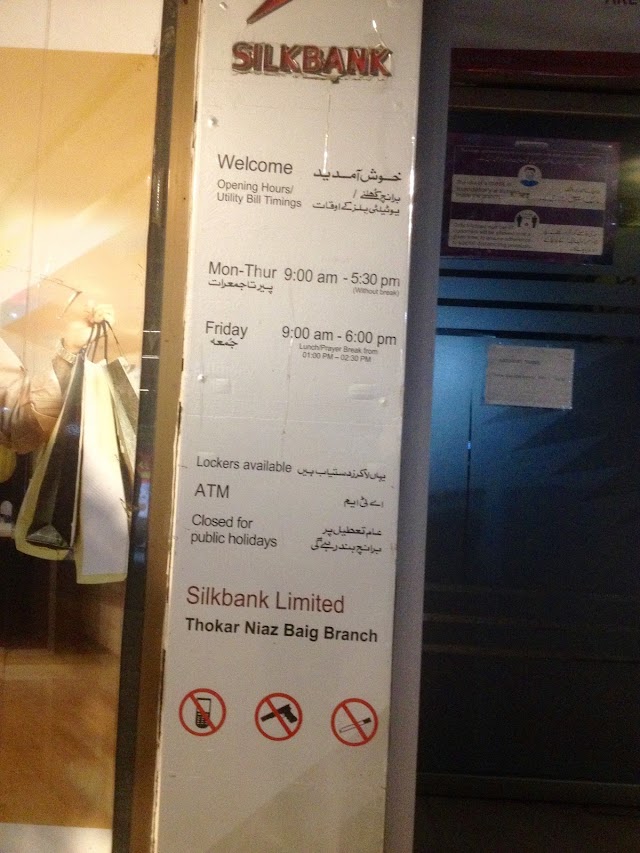 SILKBANK
Welcome خوش آمدید
Opening Hours/ برانچ گھنٹے /
Utility Bill Timings یوٹیلٹی بلز کے اوقات
Mon-Thur 9:00 am - 5:30 pm
پیر تا جمعرات (Without break)
Friday 9:00 am - 6:00 pm
جمعہ Lunch/Prayer Break from
01:00 PM – 02:30 PM
Lockers available یہاں لاکرز دستیاب ہیں
ATM اے ٹی ایم
Closed for عام تعطیل پر
public holidays برانچ بند رہے گی
Silkbank Limited
Thokar Niaz Baig Branch